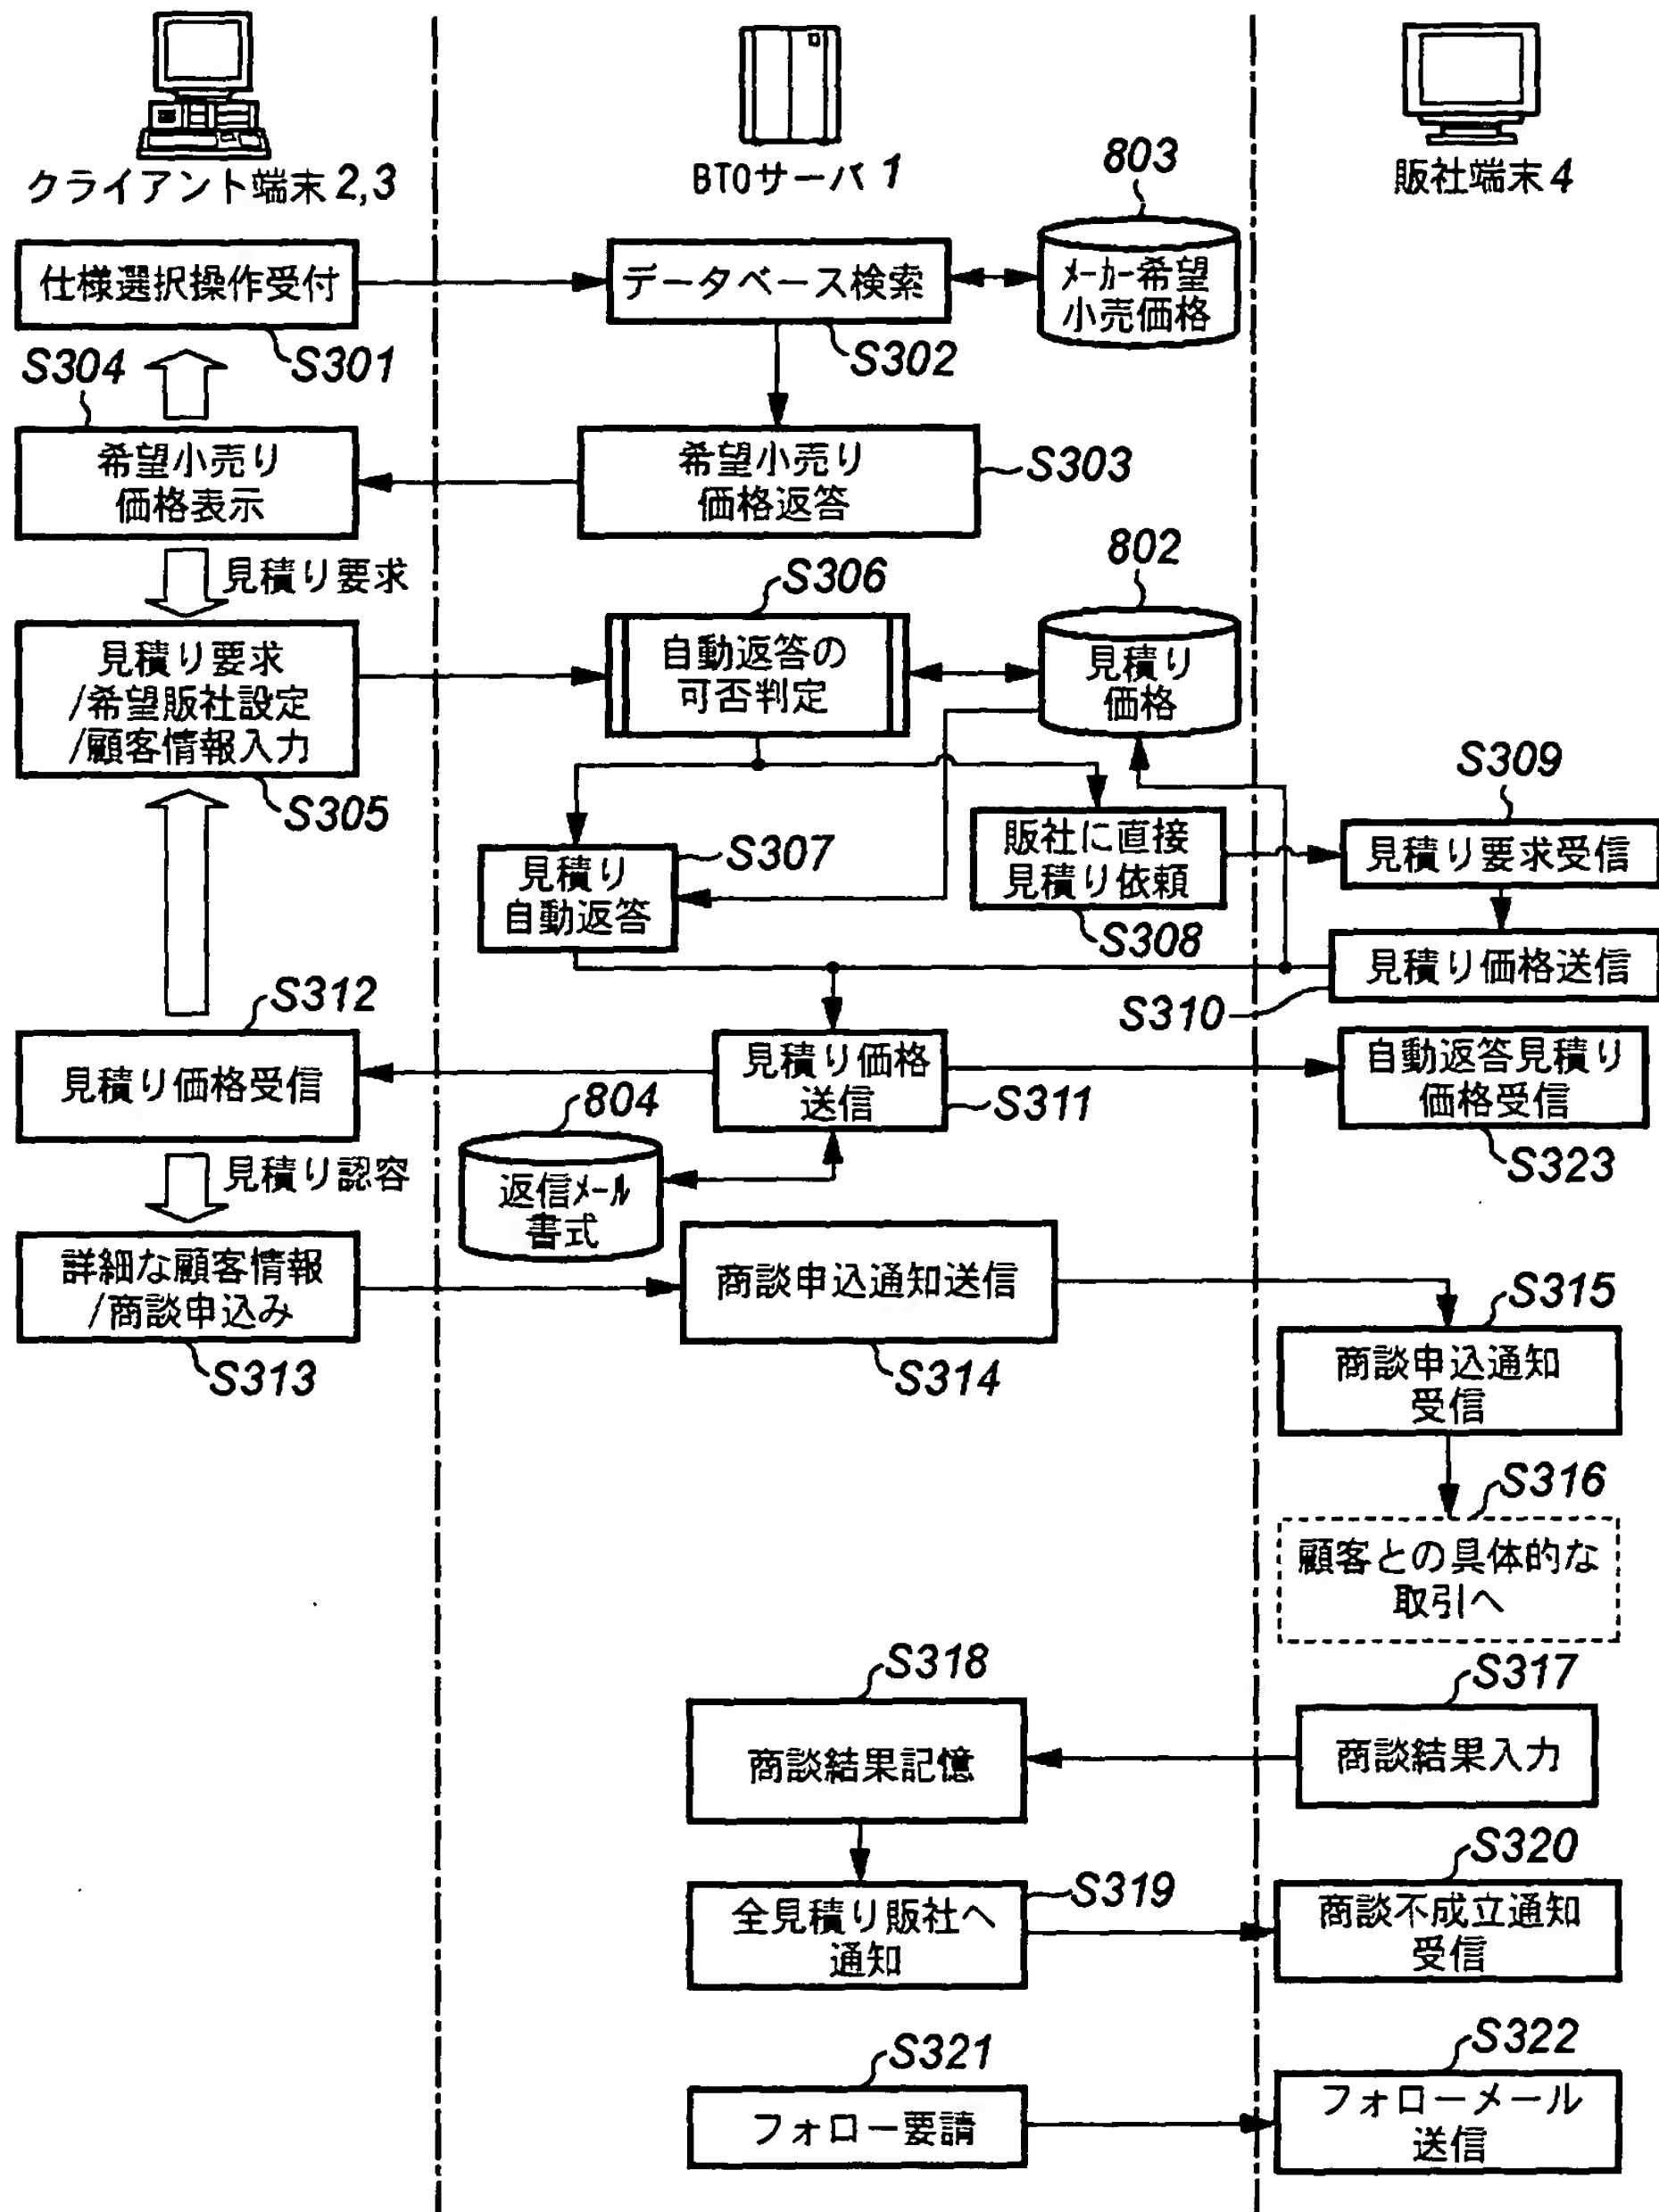 クライアント端末2,3
BTOサーバ 1
販社端末4
803
仕様選択操作受付
データベース検索
メーカー希望
小売価格
S301
S302
S304
希望小売り
価格表示
希望小売り
価格返答
S303
見積り要求
S306
802
見積り要求
/希望販社設定
/顧客情報入力
自動返答の
可否判定
見積り
価格
S305
S309
見積り
自動返答
S307
販社に直接
見積り依頼
見積り要求受信
S308
見積り価格送信
S310
S312
見積り価格受信
見積り価格
送信
S311
自動返答見積り
価格受信
S323
804
返信メール
書式
見積り認容
詳細な顧客情報
/商談申込み
商談申込通知送信
S313
S314
S315
商談申込通知
受信
S316
顧客との具体的な
取引へ
S318
S317
商談結果記憶
商談結果入力
S319
S320
全見積り販社へ
通知
商談不成立通知
受信
S321
S322
フォロー要請
フォローメール
送信